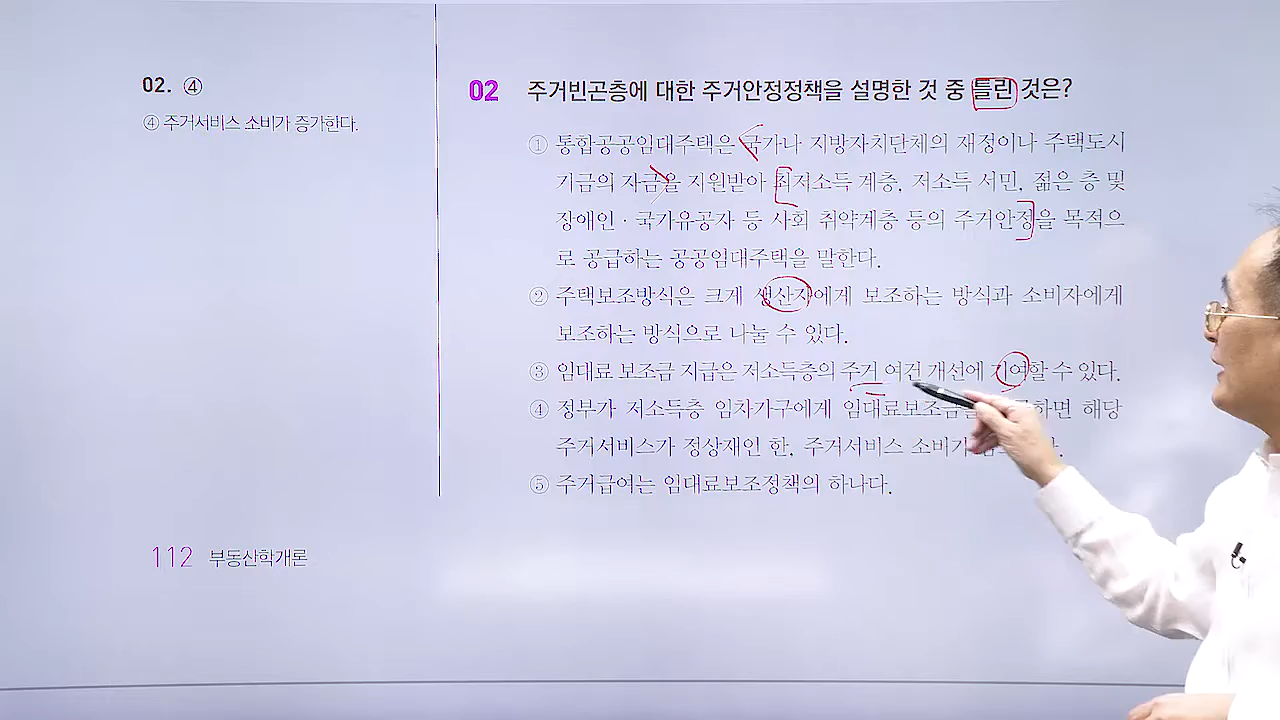 02. ④
④ 주거서비스 소비가 증가한다.
02 주거빈곤층에 대한 주거안정정책을 설명한 것 중 틀린 것은?
① 통합공공임대주택은 국가나 지방자치단체의 재정이나 주택도시
기금의 자금을 지원받아 최저소득 계층, 저소득 서민, 젊은 층 및
장애인 · 국가유공자 등 사회 취약계층 등의 주거안정을 목적으
로 공급하는 공공임대주택을 말한다.
② 주택보조방식은 크게 생산자에게 보조하는 방식과 소비자에게
보조하는 방식으로 나눌 수 있다.
③ 임대료 보조금 지급은 저소득층의 주거 여건 개선에 기여할 수 있다.
④ 정부가 저소득층 임차가구에게 임대료보조금을 하면 해당
주거서비스가 정상재인 한, 주거서비스 소비가
⑤ 주거급여는 임대료보조정책의 하나다.
112 부동산학개론